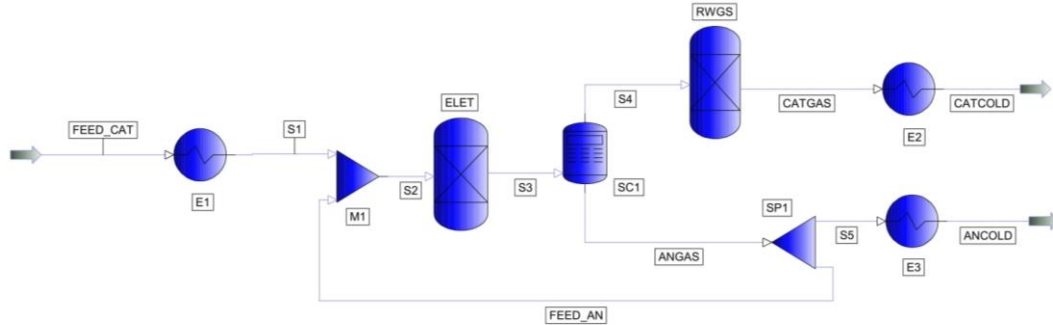 RWGS
S4
ELET
CATGAS
CATCOLD
FEED_CAT
S1
E2
S2
S3
SC1
E1
M1
SP1
S5
ANCOLD
ANGAS
E3
FEED_AN